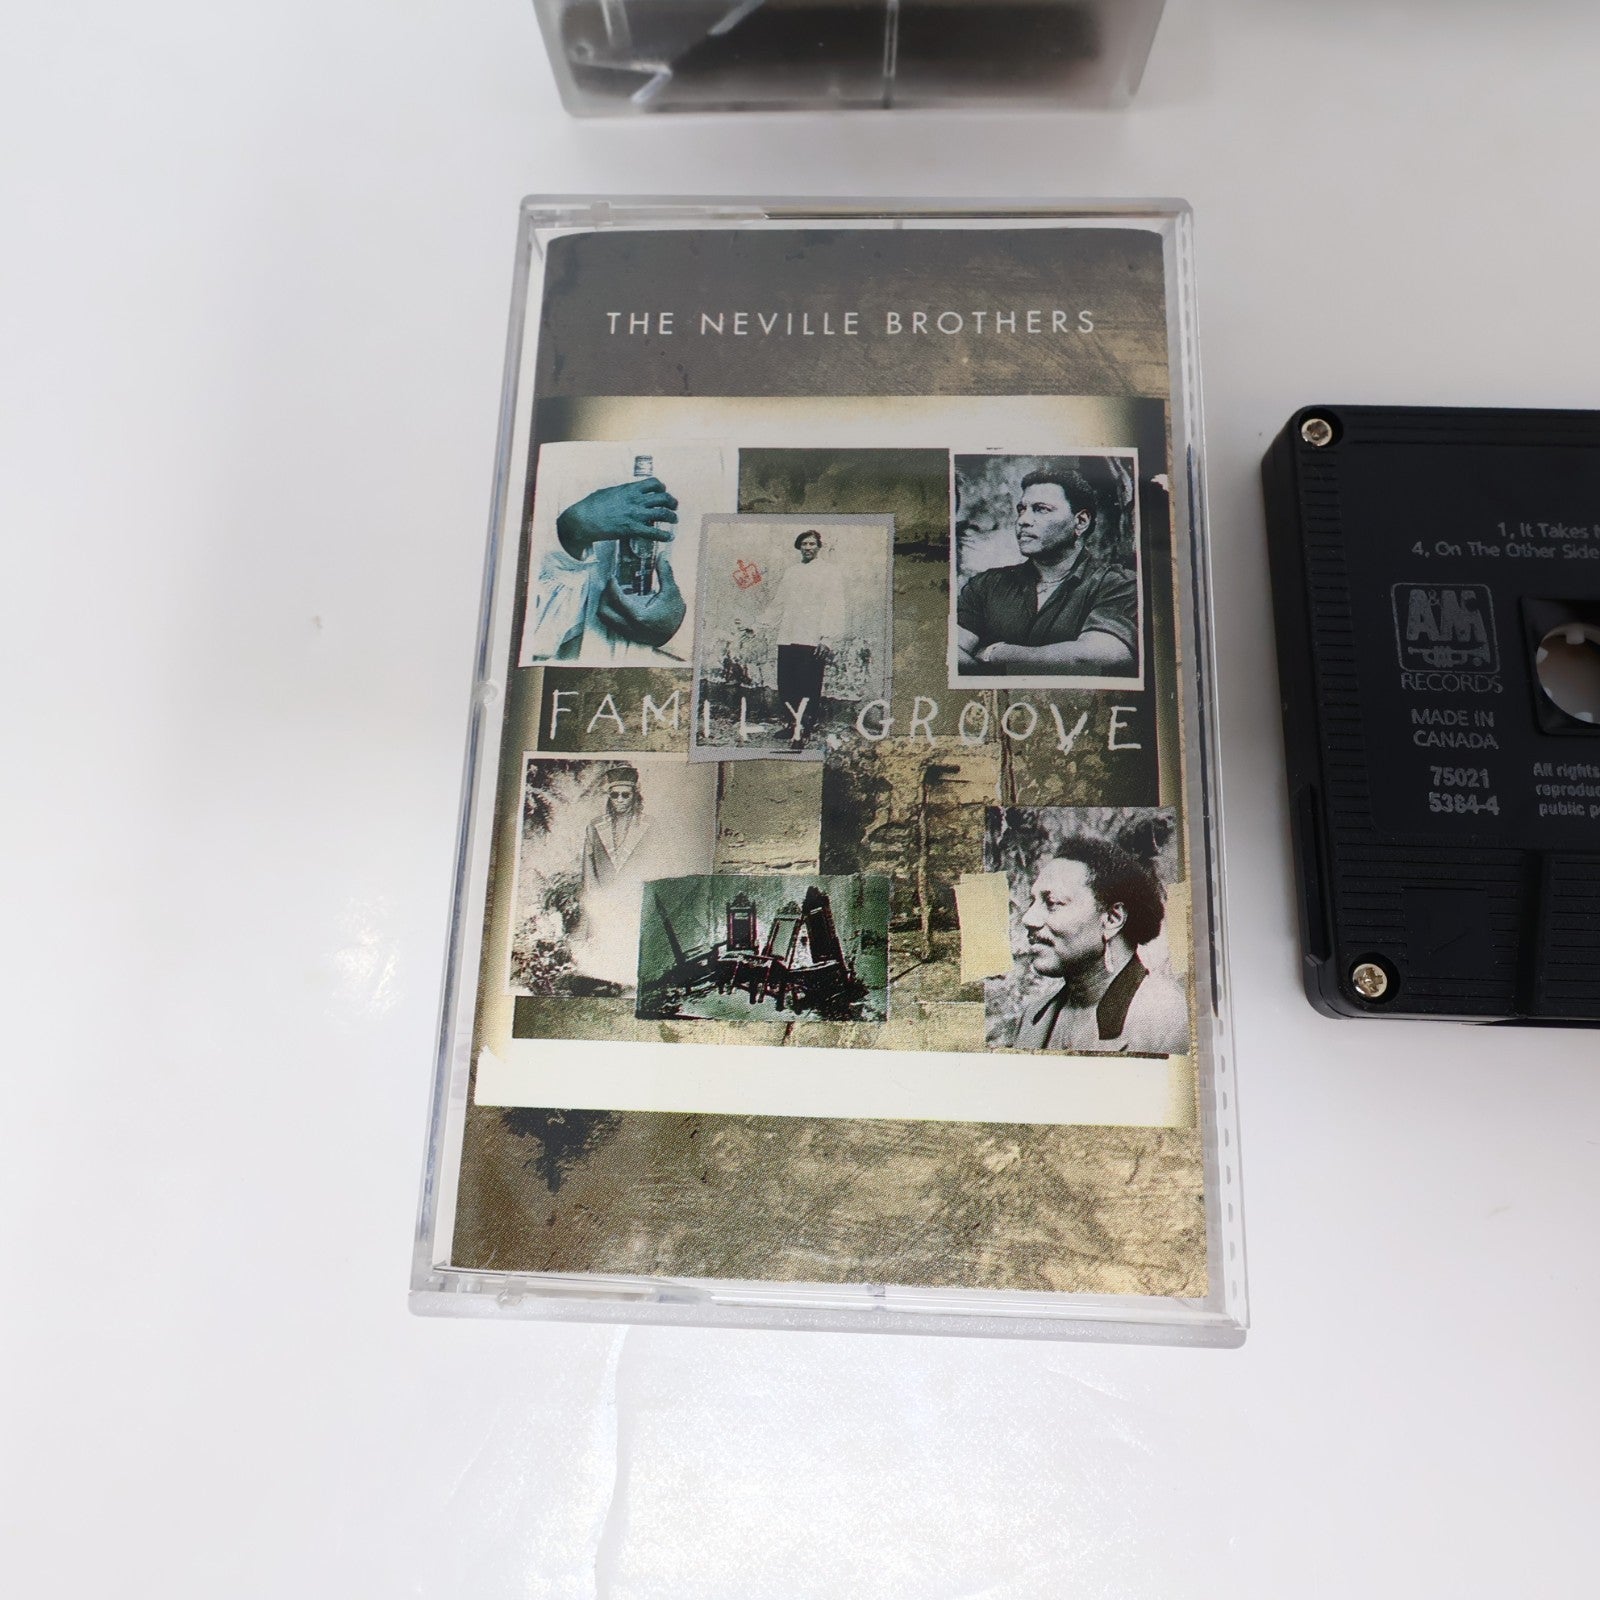 THE NEVILLE BROTHERS
FAMILY GROOVE
1, It Takes
4, On The Other Side
A&M
RECORDS
MADE IN
CANADA
75021
5384-4
All rights
public